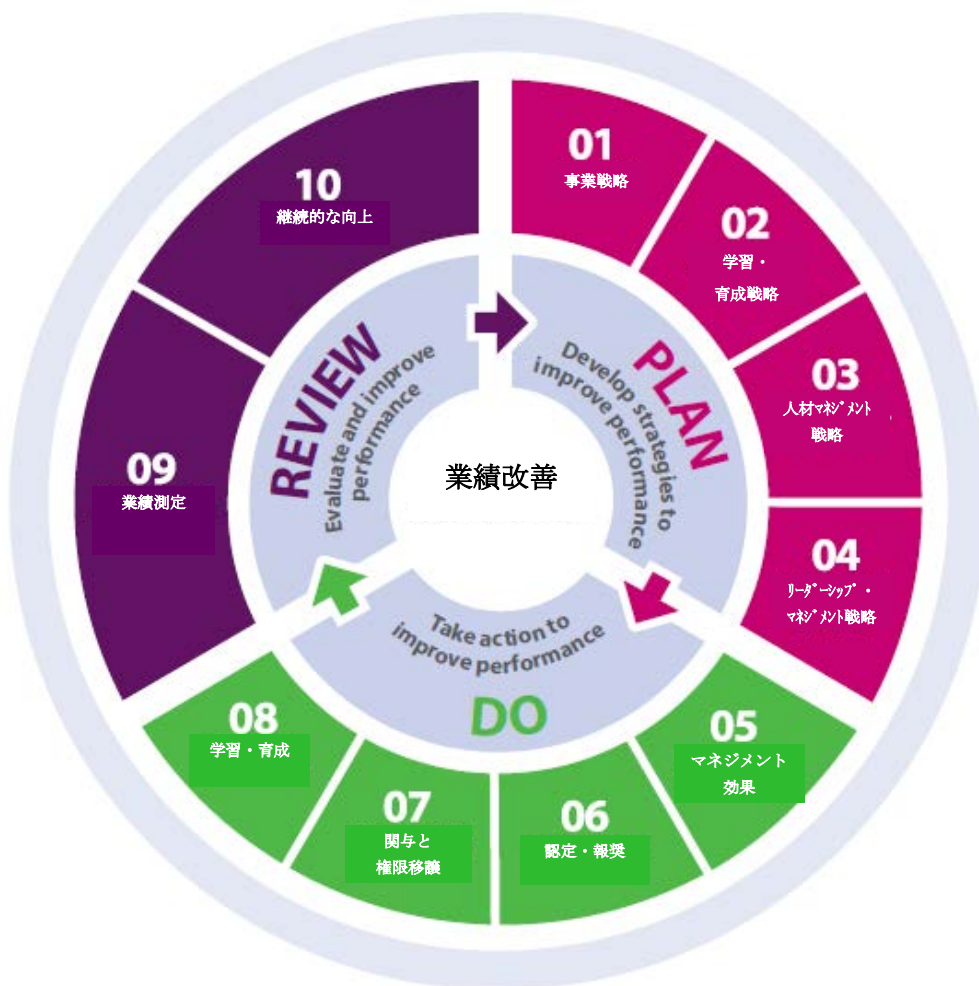 01
事業戦略
02
学習・
育成戦略
03
人材マネジメント
戦略
04
リーダーシップ・
マネジメント戦略
05
マネジメント
効果
06
認定・報奨
07
関与と
権限移譲
08
学習・育成
09
業績測定
10
継続的な向上
PLAN
Develop strategies to
improve performance
DO
Take action to
improve performance
REVIEW
Evaluate and improve
performance
業績改善